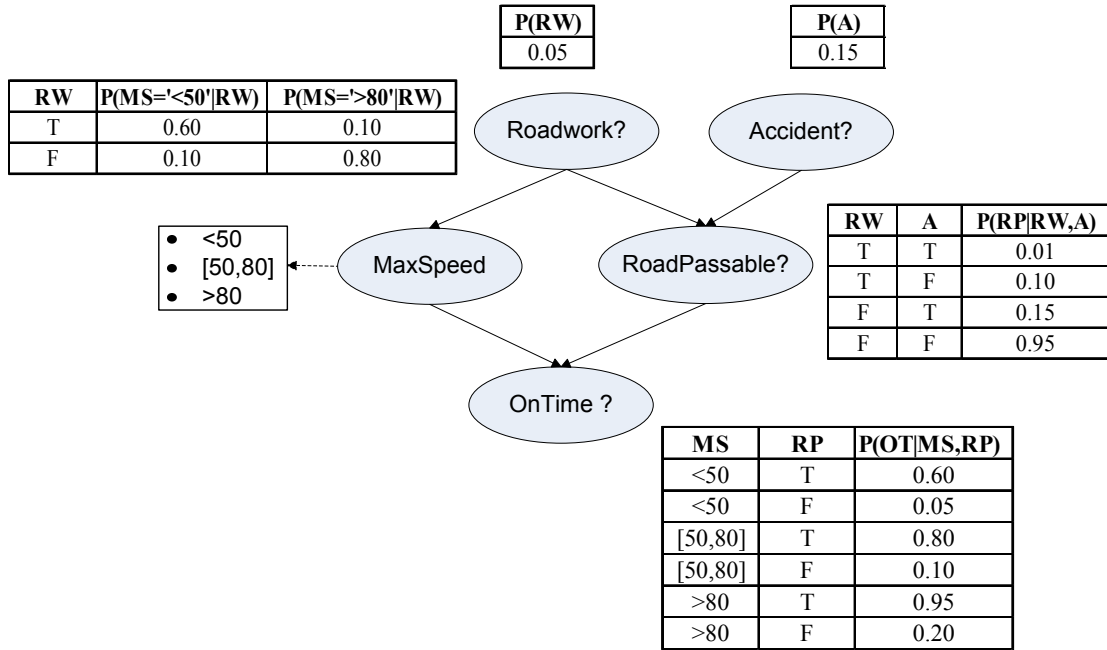 P(RW)
0.05
P(A)
0.15
RW P(MS='<50'|RW) P(MS='>80'|RW)
T 0.60 0.10
F 0.10 0.80
Roadwork?
Accident?
• <50
• [50,80]
• >80
MaxSpeed
RoadPassable?
RW A P(RP|RW,A)
T T 0.01
T F 0.10
F T 0.15
F F 0.95
OnTime ?
MS RP P(OT|MS,RP)
<50 T 0.60
<50 F 0.05
[50,80] T 0.80
[50,80] F 0.10
>80 T 0.95
>80 F 0.20